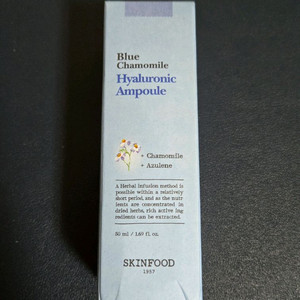 Blue
Chamomile
Hyaluronic
Ampoule
+ Chamomile
+ Azulene
A Herbal infusion method is
possible within a relatively
short period, and as the nutr
ients are concentrated in
dried herbs, rich active ing
redients can be extracted.
50 ml / 1.69 fl. oz.
SKINFOOD
1957